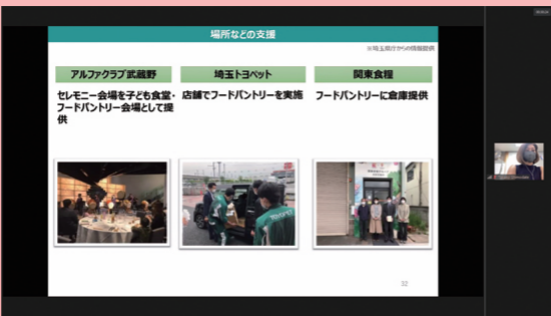 場所などの支援
※埼玉県庁からの情報提供
アルファクラブ武蔵野
埼玉トヨペット
関東食糧
セレモニー会場を子ども食堂・
フードパントリー会場として提
供
店舗でフードパントリーを実施
フードパントリーに倉庫提供
32